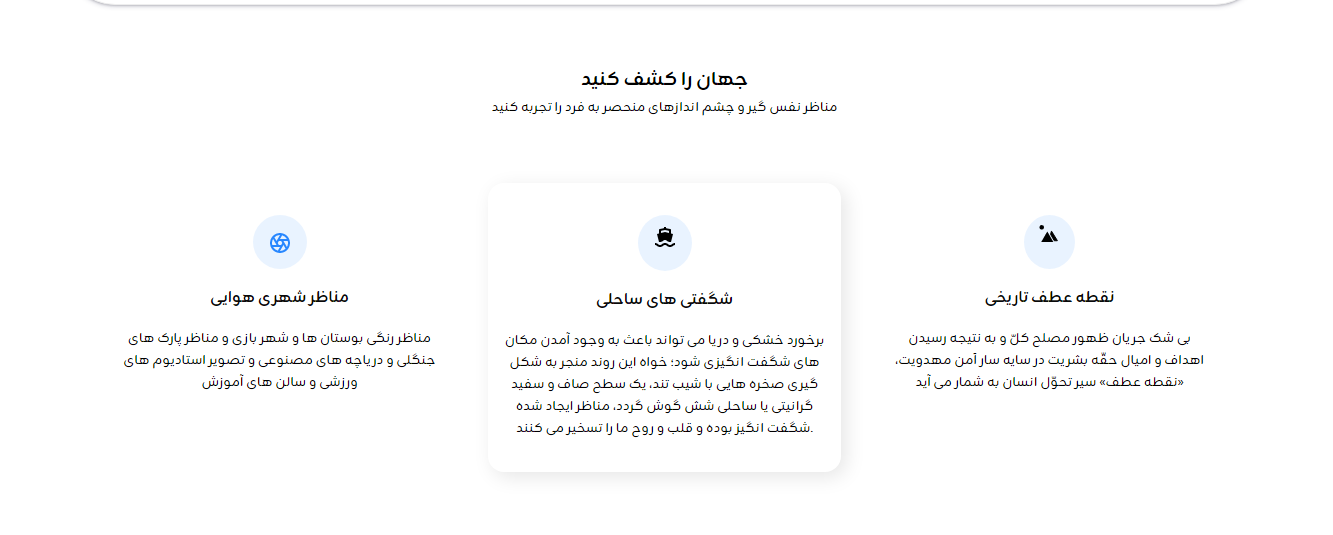 جهان را کشف کنید
مناظر نفس گیر و چشم اندازهای منحصر به فرد را تجربه کنید
نقطه عطف تاریخی
بی شک جریان ظهور مصلح کلّ و به نتیجه رسیدن
اهداف و امیال حقّه بشریت در سایه سار آمن مهدویت،
«نقطه عطف» سیر تحوّل انسان به شمار می آید
شگفتی های ساحلی
برخورد خشکی و دریا می تواند باعث به وجود آمدن مکان
های شگفت انگیزی شود؛ خواه این روند منجر به شکل
گیری صخره هایی با شیب تند، یک سطح صاف و سفید
گرانیتی یا ساحلی شش گوش گردد، مناظر ایجاد شده
شگفت انگیز بوده و قلب و روح ما را تسخیر می کنند.
مناظر شهری هوایی
مناظر رنگی بوستان ها و شهر بازی و مناظر پارک های
جنگلی و دریاچه های مصنوعی و تصویر استادیوم های
ورزشی و سالن های آموزش